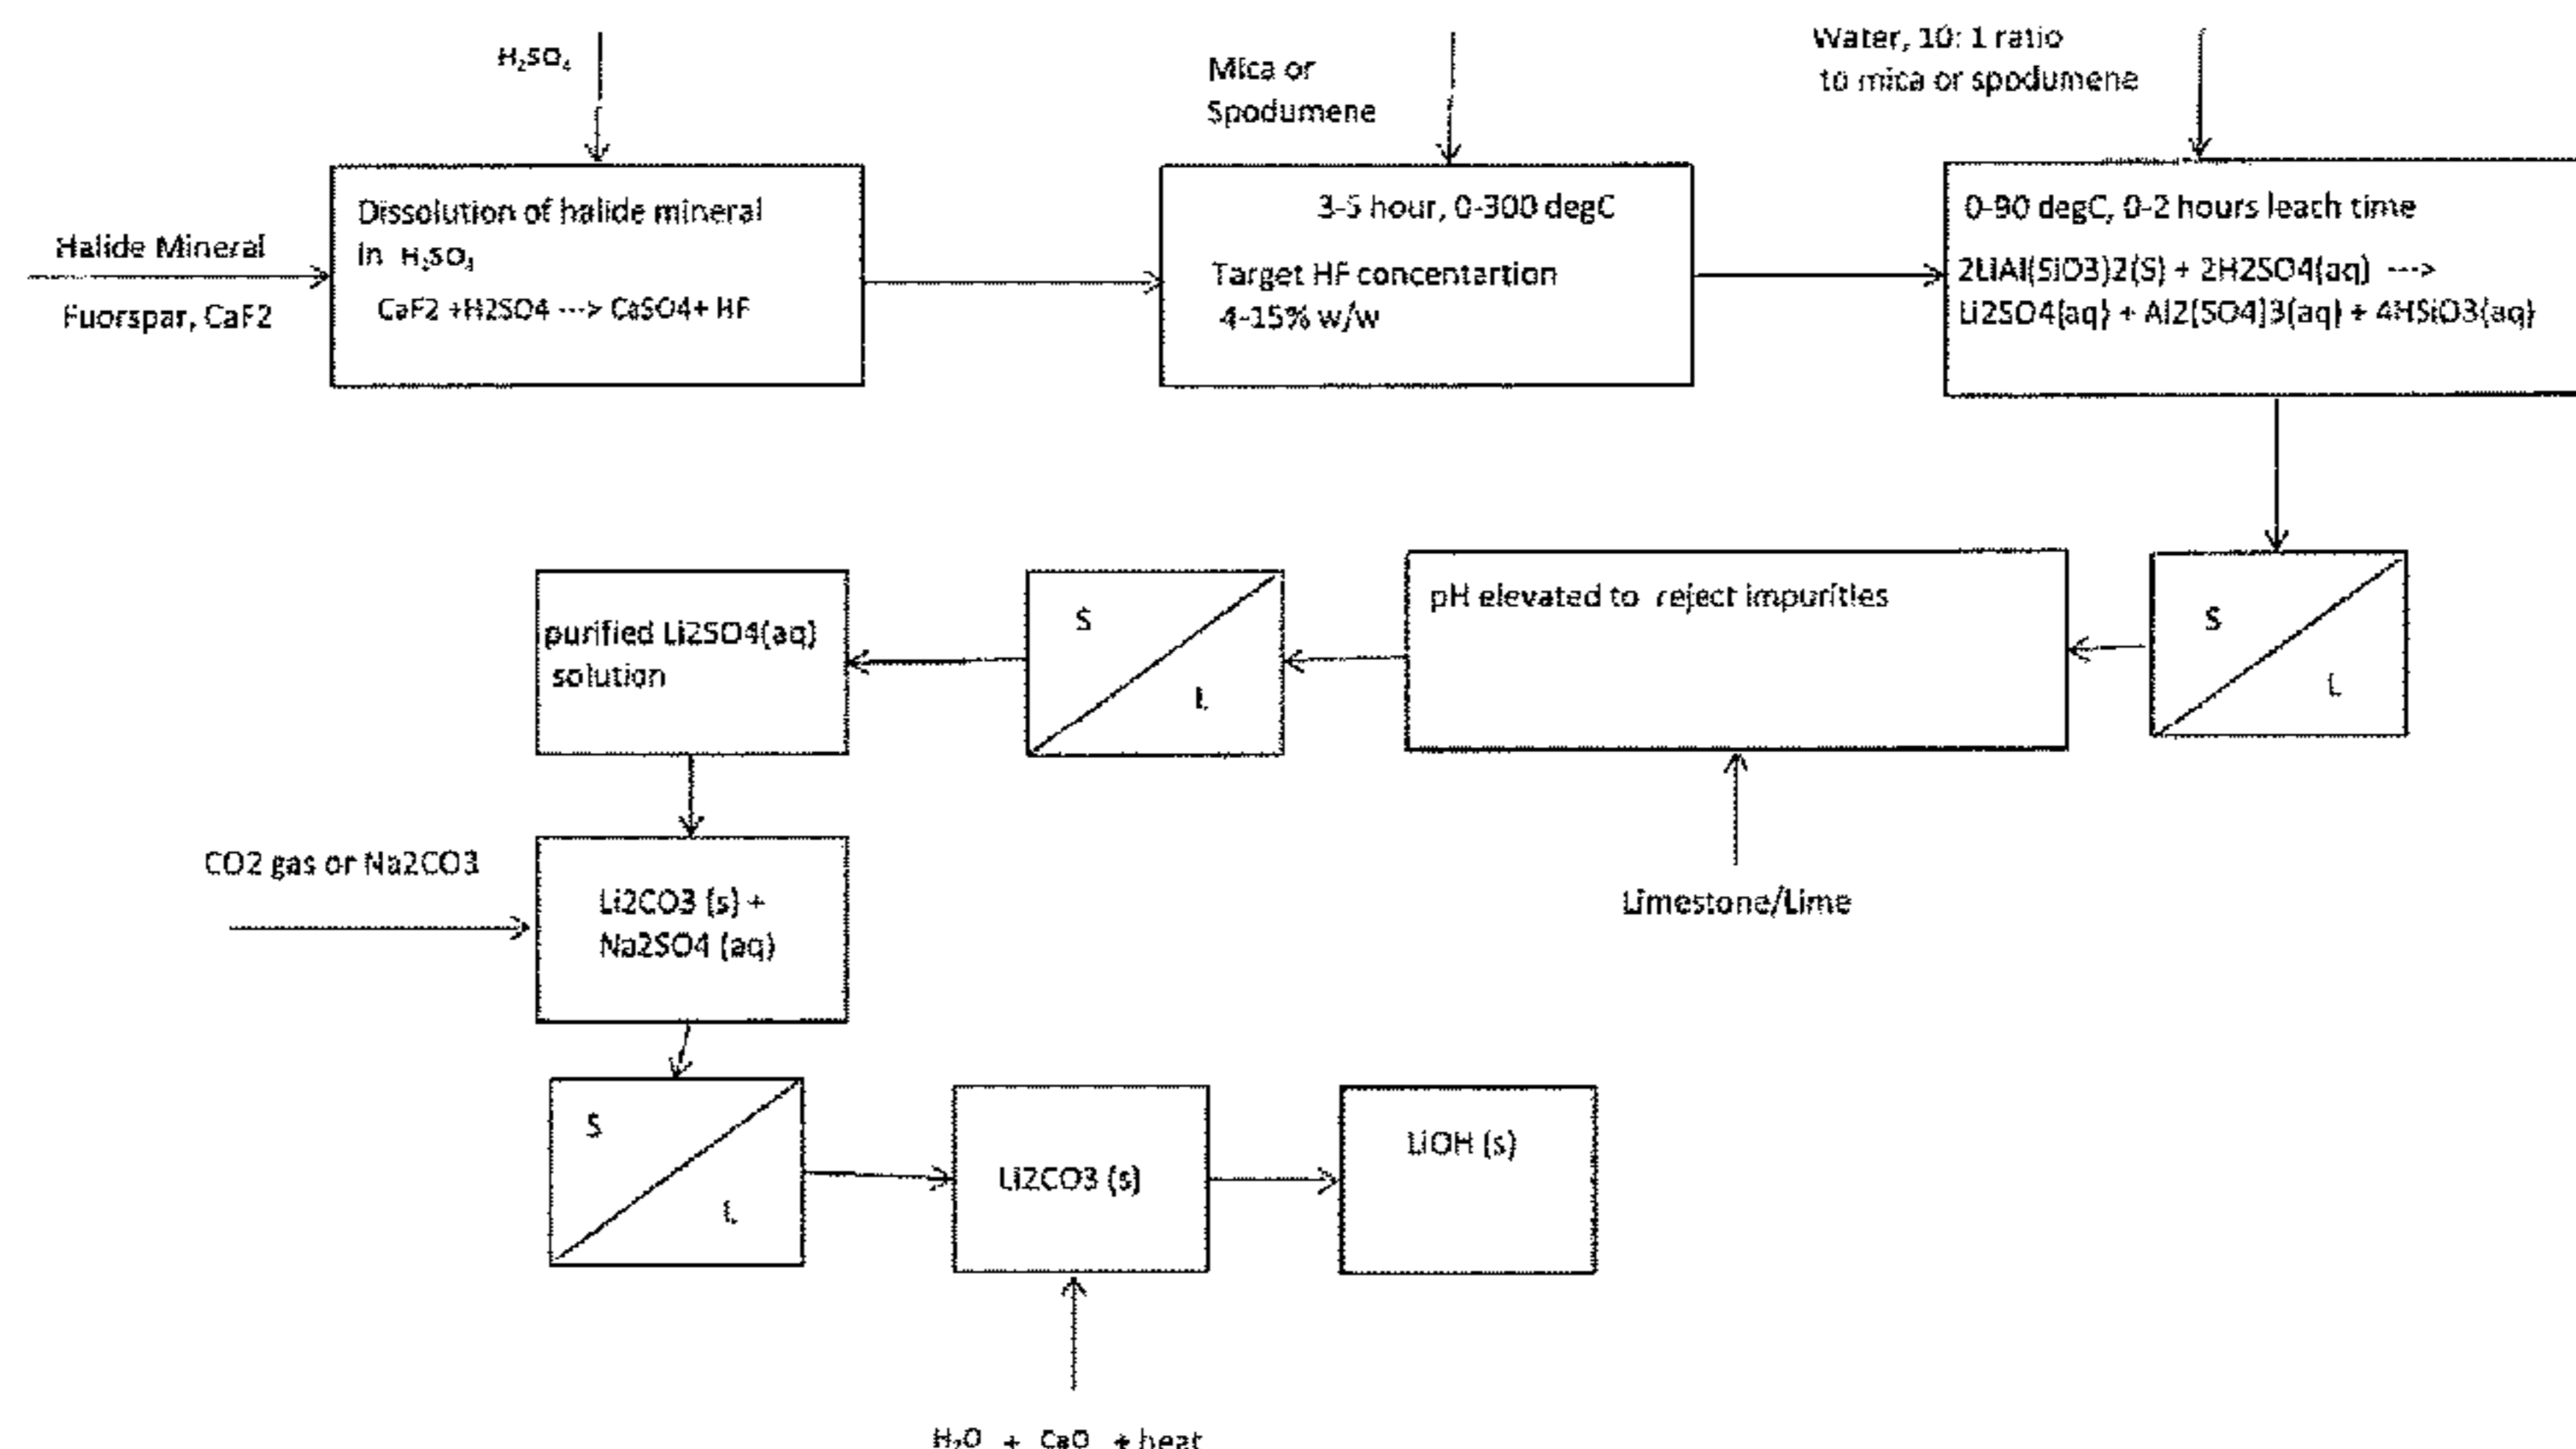 H₂SO₄
Mica or
Spodumene
Water, 10: 1 ratio
to mica or spodumene
Halide Mineral
Fuorspar, CaF2
Dissolution of halide mineral
in H₂SO₄
CaF2 +H2SO4 ---> CaSO4+ HF
3-5 hour, 0-300 degC
Target HF concentartion
4-15% w/w
0-90 degC, 0-2 hours leach time
2LiAl(SiO3)2(S) + 2H2SO4(aq) --->
Li2SO4(aq) + Al2(SO4)3(aq) + 4HSiO3(aq)
S
L
pH elevated to reject impurities
Limestone/Lime
S
L
purified Li2SO4(aq)
solution
CO2 gas or Na2CO3
Li2CO3 (s) +
Na2SO4 (aq)
S
L
Li2CO3 (s)
LiOH (s)
H₂O + CaO + heat